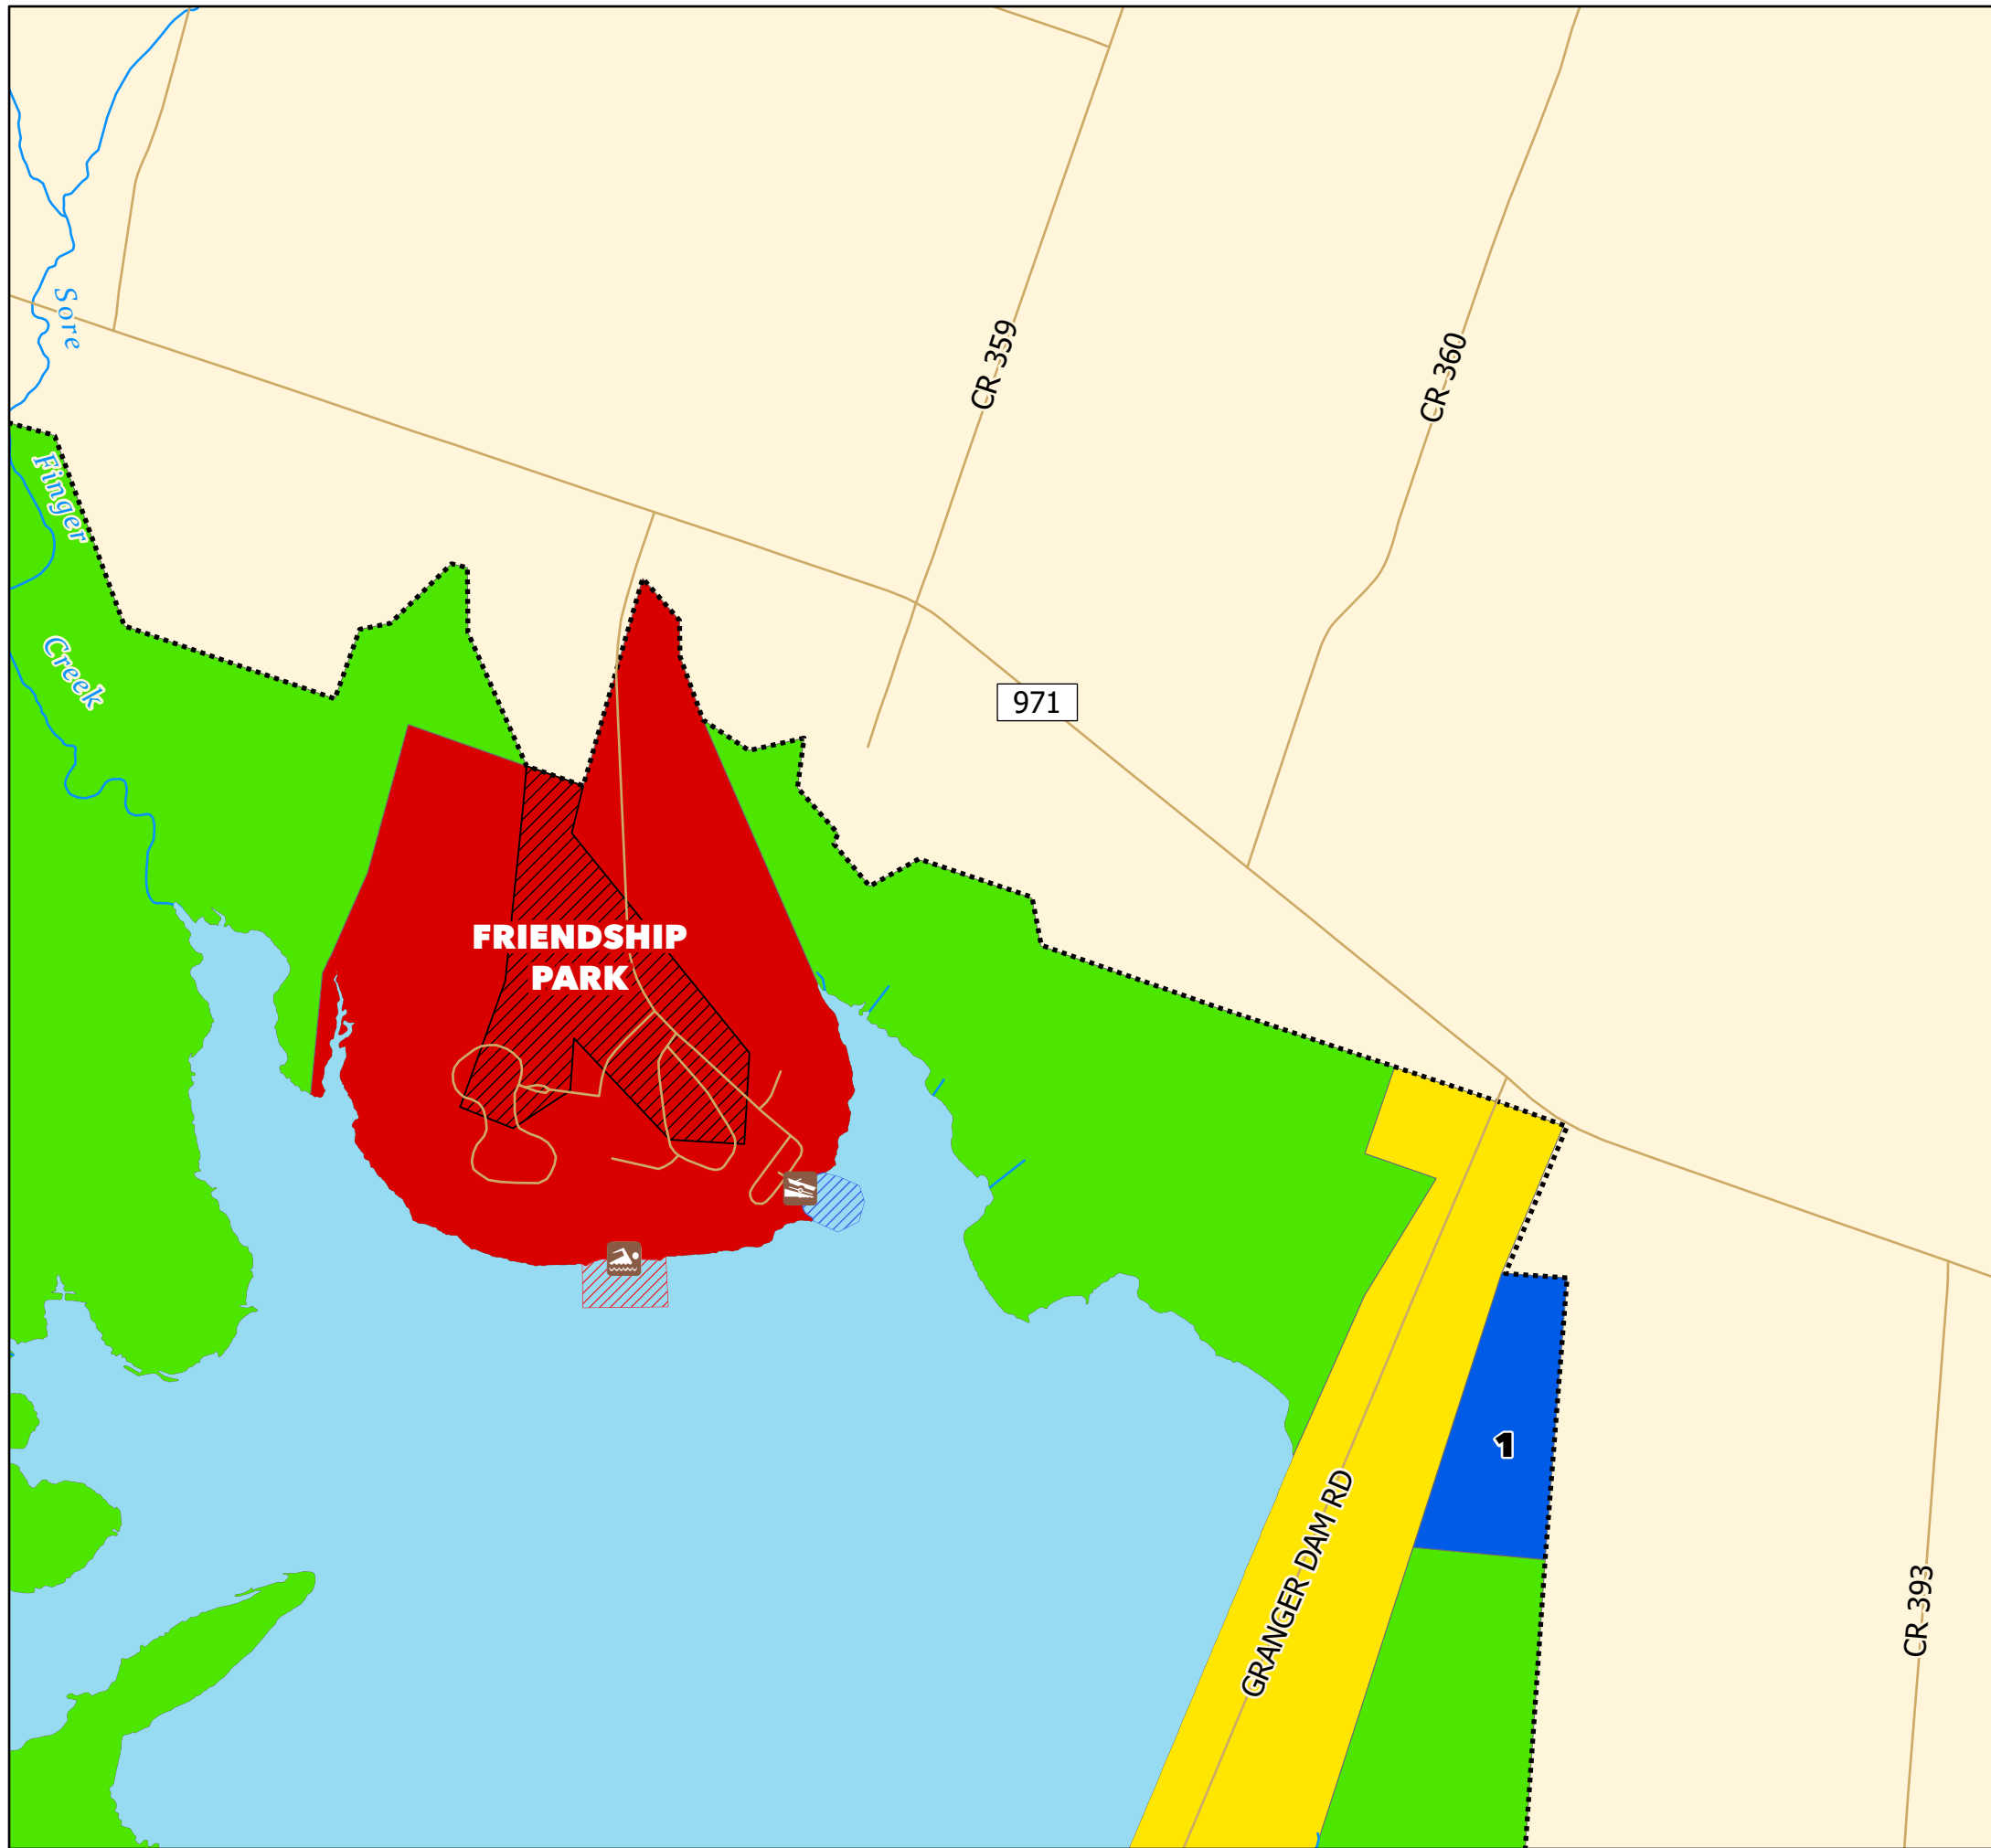 Sore
CR 359
CR 360
Finger
Creek
971
FRIENDSHIP
PARK
1
GRANGER DAM RD
CR 393